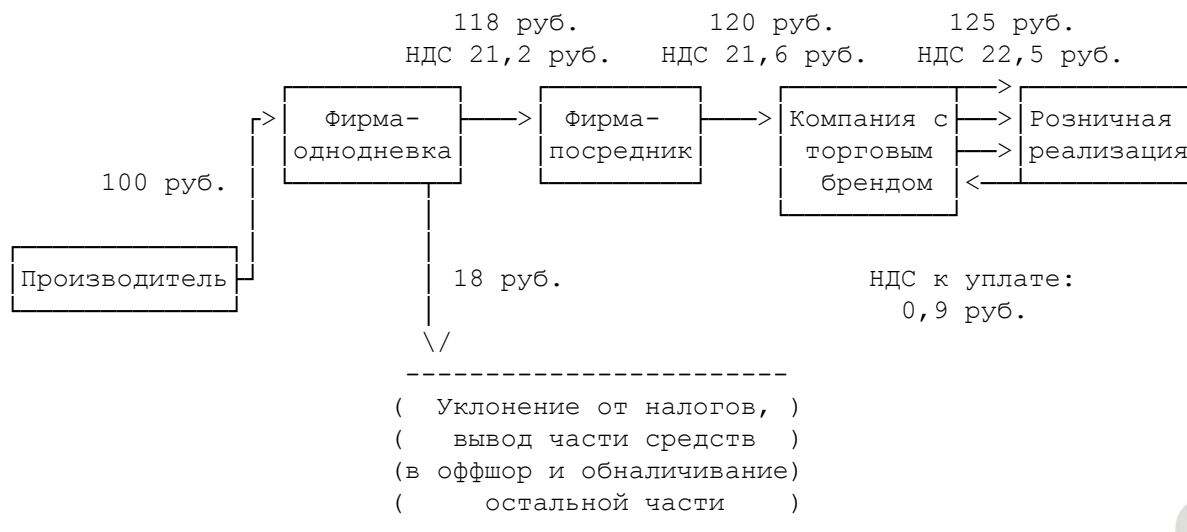 118 руб. 120 руб. 125 руб.
НДС 21,2 руб. НДС 21,6 руб. НДС 22,5 руб.
Фирма- Фирма- Компания с Розничная
однодневка посредник торговым реализация
100 руб. брендом
Производитель 18 руб. НДС к уплате:
0,9 руб.
( Уклонение от налогов, )
( вывод части средств )
(в оффшор и обналичивание)
( остальной части )